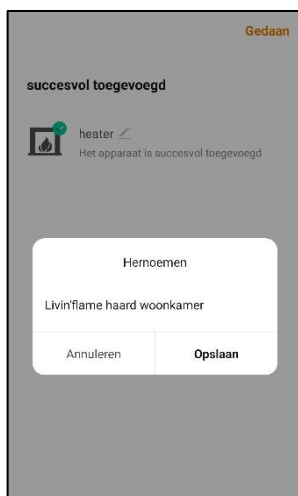 Gedaan
succesvol toegevoegd
heater
Het apparaat is succesvol toegevoegd
Hernoemen
Livin'flame haard woonkamer
Annuleren Opslaan